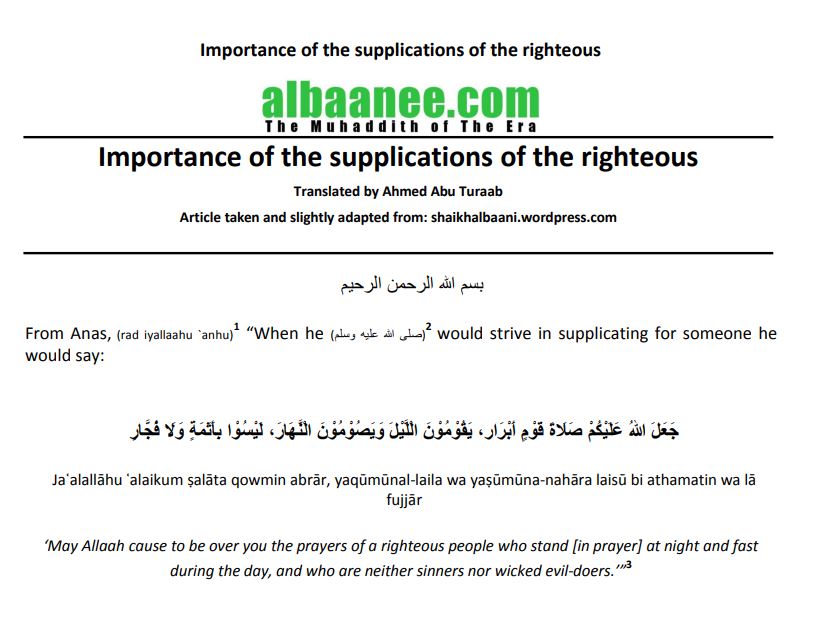 Importance of the supplications of the righteous
albaanee.com
The Muhaddith of The Era
Importance of the supplications of the righteous
Translated by Ahmed Abu Turaab
Article taken and slightly adapted from: shaikhalbaani.wordpress.com
بسم الله الرحمن الرحيم
From Anas, (rad iyallaahu `anhu)1 “When he (صلى الله عليه وسلم)2 would strive in supplicating for someone he
would say:
جَعَلَ اللهُ عَلَيْكُمْ صَلاةَ قَوْمٍ أَبْرَار، يَقُوْمُوْنَ اللَّيْلَ وَيَصُوْمُوْنَ النَّهَارَ، لَيْسُوْا بِأَثَمَةٍ وَلَا فُجَّارِ
Jaʿalallāhu ʿalaikum ṣalāta qowmin abrār, yaqūmūnal-laila wa yaṣūmūna-nahāra laisū bi athamatin wa lā
fujjār
‘May Allaah cause to be over you the prayers of a righteous people who stand [in prayer] at night and fast
during the day, and who are neither sinners nor wicked evil-doers.’”3